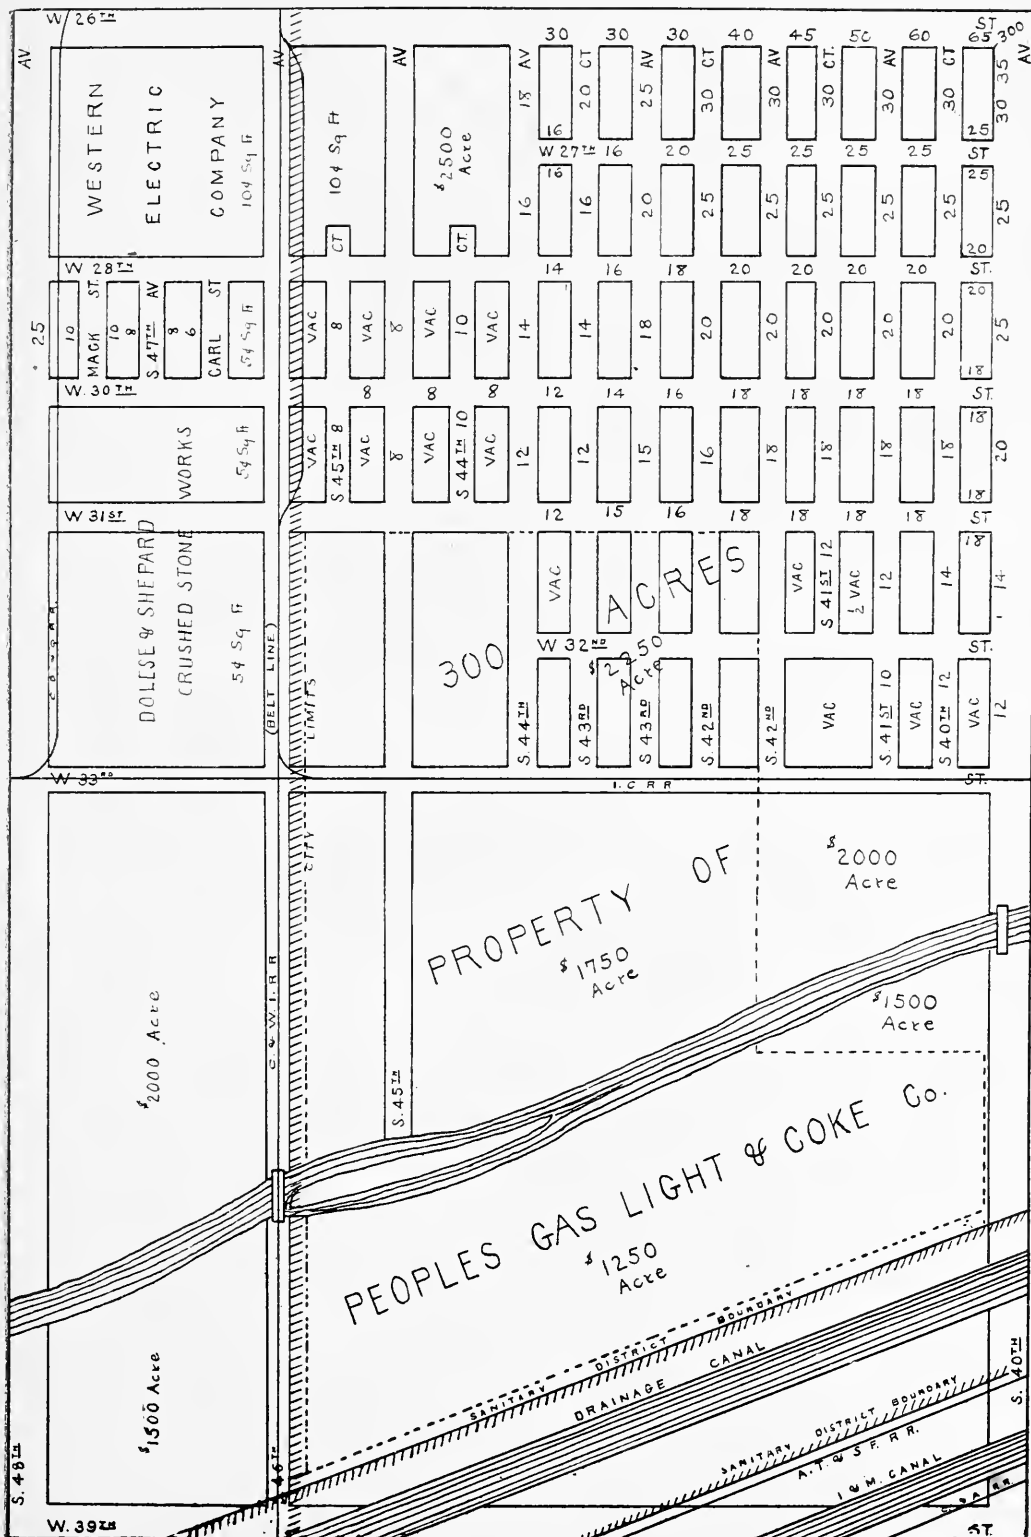 W 26TH ST
AV AV AV AV CT AV CT AV CT. AV CT AV
30 30 30 40 45 50 60 65 300
WESTERN
ELECTRIC
COMPANY
10¢ Sq Ft
10¢ Sq Ft
$2500
Acre
18 20 25 30 30 30 30 30 30 35
16 25
W 27TH 16 20 25 25 25 25 ST
16 25
16 16 20 25 25 25 25 25 25
CT CT. 20
W 28TH 14 16 18 20 20 20 20 ST.
20
25 10 MACK ST. 10 8 S. 47TH AV 8 6 CARL ST 5¢ Sq Ft
VAC 8 VAC 8 VAC 10 VAC 14 14 18 20 20 20 20 20 25
18
W. 30TH 8 8 8 12 14 16 18 18 18 18 ST.
18
WORKS
5¢ Sq Ft
VAC S 45TH 8 VAC 8 VAC S 44TH 10 VAC 12 12 15 16 18 18 18 18 20
18
W 31ST 12 15 16 18 18 18 18 ST
18
DOLESE & SHEPARD
CRUSHED STONE
5¢ Sq Ft
(BELT LINE)
LIMITS
VAC VAC S 41ST 12 ½ VAC 12 14 14
300 ACRES
W 32ND ST.
$2250
Acre
S. 44TH S 43RD S 43RD S 42ND S. 42ND VAC S. 41ST 10 VAC S 40TH 12 VAC 12
W 33RD ST.
I. C R R
CITY
C. & W. I. R R
PROPERTY OF
$2000
Acre
$1750
Acre
$1500
Acre
$2000 Acre
S. 45TH
PEOPLES GAS LIGHT & COKE Co.
$1250
Acre
SANITARY DISTRICT BOUNDARY
DRAINAGE CANAL
SANITARY DISTRICT BOUNDARY
A. T. & S F. R R.
I & M. CANAL
C. & A. R R.
$1500 Acre
S. 48TH S. 46TH S. 40TH
W. 39TH ST.